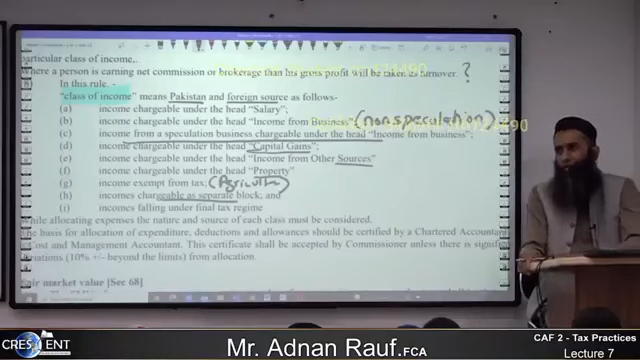 particular class of income.
Where a person is earning net commission or brokerage than his gross profit will be taken as turnover. ?
In this rule. -
"class of income" means Pakistan and foreign source as follows-
(a) income chargeable under the head "Salary";
(b) income chargeable under the head "Income from Business" (non speculation)
(c) income from a speculation business chargeable under the head "Income from business";
(d) income chargeable under the head "Capital Gains";
(e) income chargeable under the head "Income from Other Sources"
(f) income chargeable under the head "Property"
(g) income exempt from tax;
(h) incomes chargeable as separate block; and
(i) incomes falling under final tax regime
While allocating expenses the nature and source of each class must be considered.
The basis for allocation of expenditure, deductions and allowances should be certified by a Chartered Accountant
Cost and Management Accountant. This certificate shall be accepted by Commissioner unless there is
(10% +/- beyond the limits) from allocation.
Fair market value [Sec 68]
CRESCENT
Mr. Adnan Rauf.FCA
CAF 2 - Tax Practices
Lecture 7